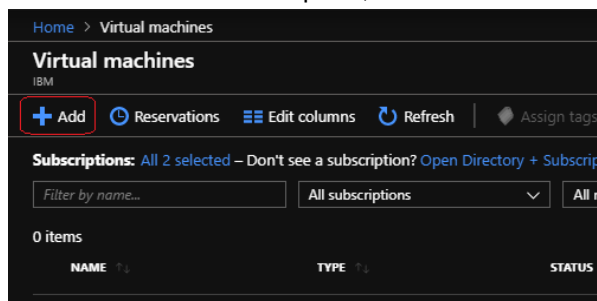 Home > Virtual machines
Virtual machines
IBM
Add Reservations Edit columns Refresh Assign tags
Subscriptions: All 2 selected – Don't see a subscription? Open Directory + Subscrip
Filter by name... All subscriptions All
0 items
NAME TYPE STATUS